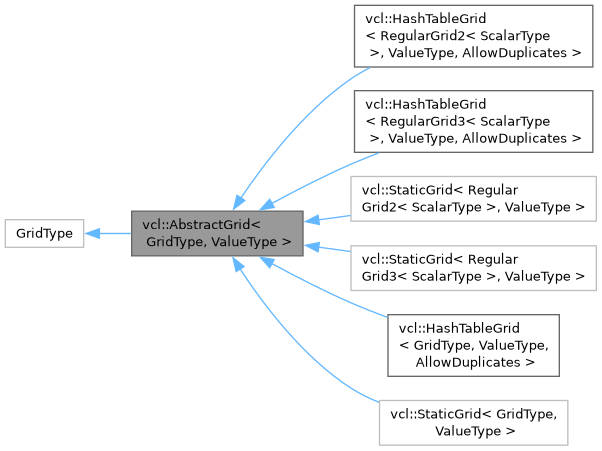 vcl::HashTableGrid
< RegularGrid2< ScalarType
>, ValueType, AllowDuplicates >
vcl::HashTableGrid
< RegularGrid3< ScalarType
>, ValueType, AllowDuplicates >
vcl::StaticGrid< Regular
Grid2< ScalarType >, ValueType >
GridType
vcl::AbstractGrid<
GridType, ValueType >
vcl::StaticGrid< Regular
Grid3< ScalarType >, ValueType >
vcl::HashTableGrid
< GridType, ValueType,
AllowDuplicates >
vcl::StaticGrid< GridType,
ValueType >